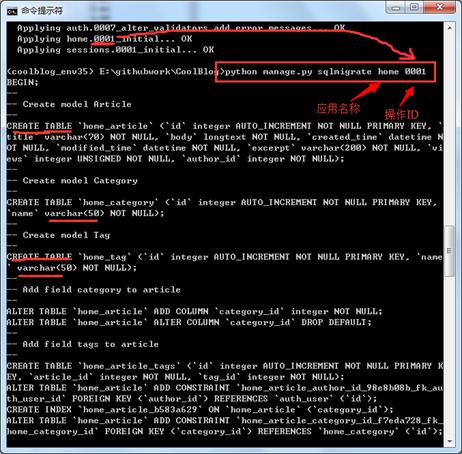 命令提示符
Applying auth.0007_alter_validators_add_error_messages... OK
Applying home.0001_initial... OK
Applying sessions.0001_initial... OK
(coolblog_env35) E:\githubwork\CoolBlog>python manage.py sqlmigrate home 0001
BEGIN;
应用名称
操作ID
--
-- Create model Article
--
CREATE TABLE `home_article` (`id` integer AUTO_INCREMENT NOT NULL PRIMARY KEY, `
title` varchar(70) NOT NULL, `body` longtext NOT NULL, `created_time` datetime N
OT NULL, `modified_time` datetime NOT NULL, `excerpt` varchar(200) NOT NULL, `vi
ews` integer UNSIGNED NOT NULL, `author_id` integer NOT NULL);
--
-- Create model Category
--
CREATE TABLE `home_category` (`id` integer AUTO_INCREMENT NOT NULL PRIMARY KEY,
`name` varchar(50) NOT NULL);
--
-- Create model Tag
--
CREATE TABLE `home_tag` (`id` integer AUTO_INCREMENT NOT NULL PRIMARY KEY, `name
` varchar(50) NOT NULL);
--
-- Add field category to article
--
ALTER TABLE `home_article` ADD COLUMN `category_id` integer NOT NULL;
ALTER TABLE `home_article` ALTER COLUMN `category_id` DROP DEFAULT;
--
-- Add field tags to article
--
CREATE TABLE `home_article_tags` (`id` integer AUTO_INCREMENT NOT NULL PRIMARY K
EY, `article_id` integer NOT NULL, `tag_id` integer NOT NULL);
ALTER TABLE `home_article` ADD CONSTRAINT `home_article_author_id_98e8b08b_fk_au
th_user_id` FOREIGN KEY (`author_id`) REFERENCES `auth_user` (`id`);
CREATE INDEX `home_article_b583a629` ON `home_article` (`category_id`);
ALTER TABLE `home_article` ADD CONSTRAINT `home_article_category_id_f7eda728_fk_
home_category_id` FOREIGN KEY (`category_id`) REFERENCES `home_category` (`id`);